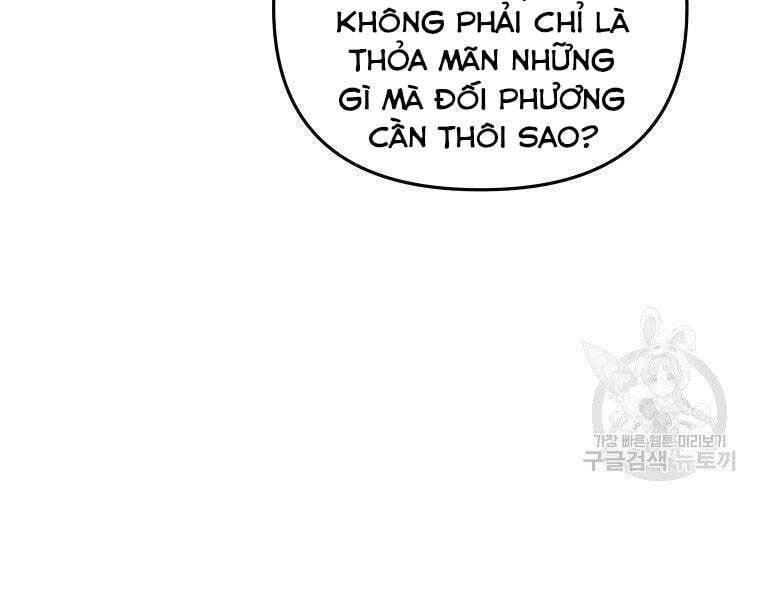 KHÔNG PHẢI CHỈ LÀ
THỎA MÃN NHỮNG
GÌ MÀ ĐỐI PHƯƠNG
CẦN THÔI SAO?
가장 빠른 웹툰 미리보기
구글검색 뉴토끼